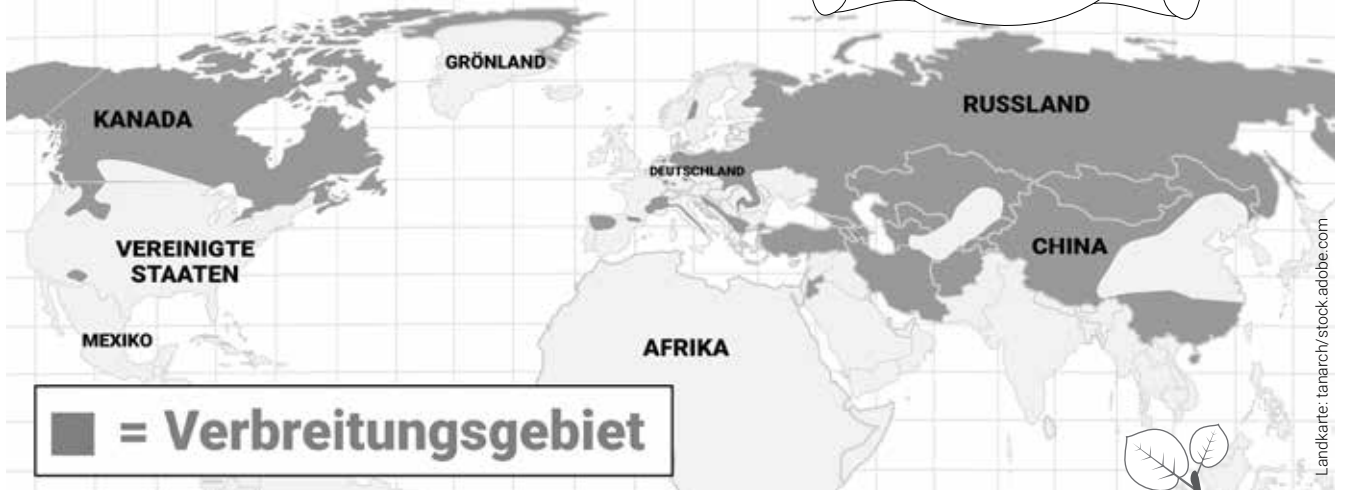 GRÖNLAND
KANADA
RUSSLAND
DEUTSCHLAND
VEREINIGTE
STAATEN
CHINA
MEXIKO
AFRIKA
= Verbreitungsgebiet
Landkarte: tanarch/stock.adobe.com